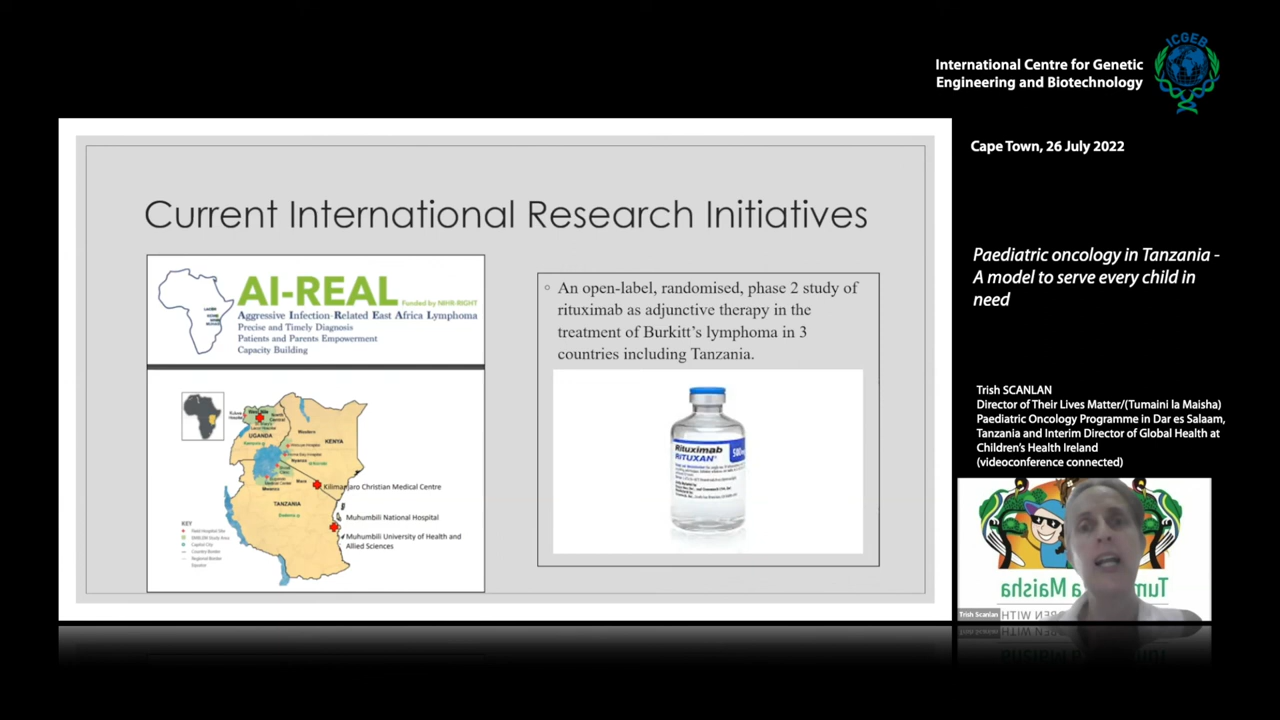 ICGEB
International Centre for Genetic
Engineering and Biotechnology
Cape Town, 26 July 2022
Current International Research Initiatives
AI-REAL Funded by NIHR-RIGHT
Aggressive Infection-Related East Africa Lymphoma
Precise and Timely Diagnosis
Patients and Parents Empowerment
Capacity Building
An open-label, randomised, phase 2 study of
rituximab as adjunctive therapy in the
treatment of Burkitt's lymphoma in 3
countries including Tanzania.
UGANDA
KENYA
TANZANIA
Kilimanjaro Christian Medical Centre
Muhumbili National Hospital
Muhumbili University of Health and
Allied Sciences
KEY
Field Hospital Site
EMBLEM Study Area
Capital City
Country Border
Regional Border
Equator
Rituximab
RITUXAN
Paediatric oncology in Tanzania -
A model to serve every child in
need
Trish SCANLAN
Director of Their Lives Matter/(Tumaini la Maisha)
Paediatric Oncology Programme in Dar es Salaam,
Tanzania and Interim Director of Global Health at
Children's Health Ireland
(videoconference connected)
Maisha
Trish Scanlan